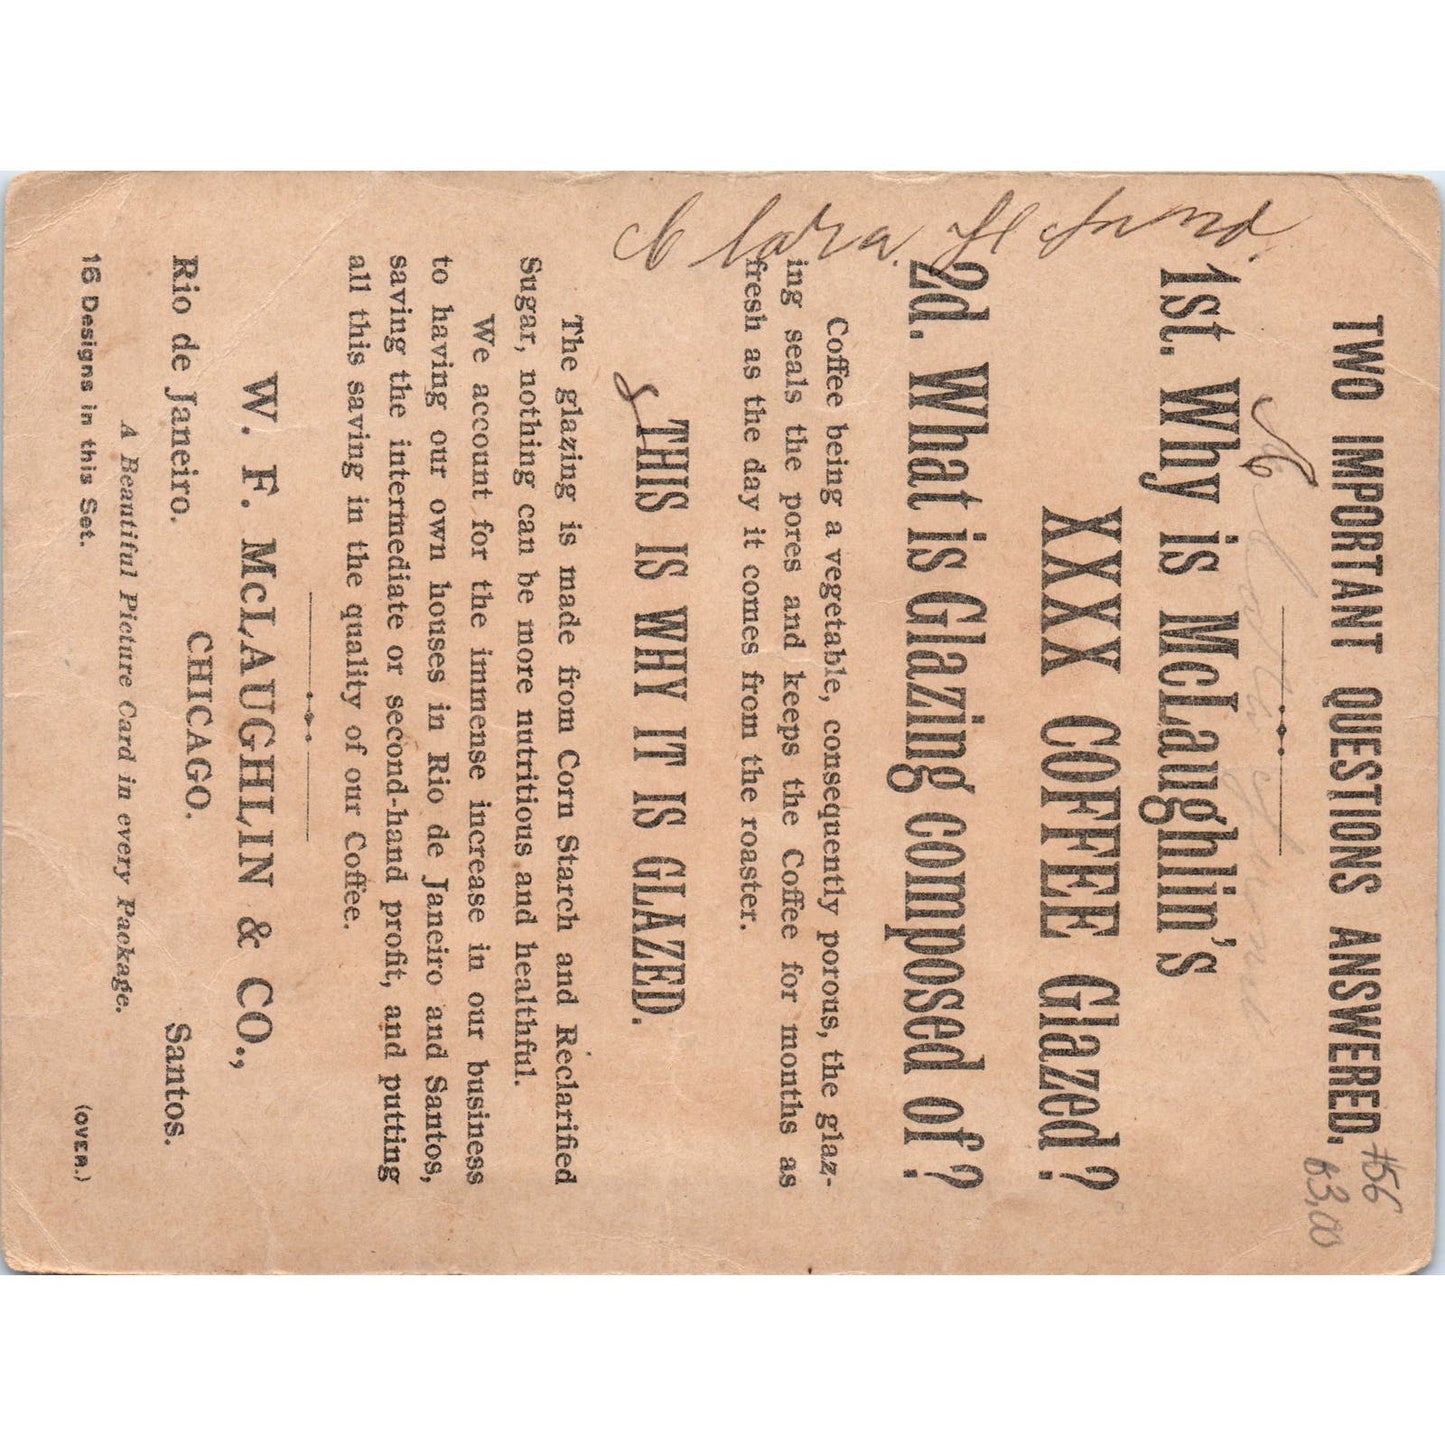 TWO IMPORTANT QUESTIONS ANSWERED.
#56
1st. Why is McLaughlin's
XXXX COFFEE Glazed?
2d. What is Glazing composed of?
Clara
Coffee being a vegetable, consequently porous, the glaz-
ing seals the pores and keeps the Coffee for months as
fresh as the day it comes from the roaster.
THIS IS WHY IT IS GLAZED.
The glazing is made from Corn Starch and Reclarified
Sugar, nothing can be more nutritious and healthful.
We account for the immense increase in our business
to having our own houses in Rio de Janeiro and Santos,
saving the intermediate or second-hand profit, and putting
all this saving in the quality of our Coffee.
W. F. McLAUGHLIN & CO.,
Rio de Janeiro. CHICAGO. Santos.
A Beautiful Picture Card in every Package.
16 Designs in this Set. (OVER.)